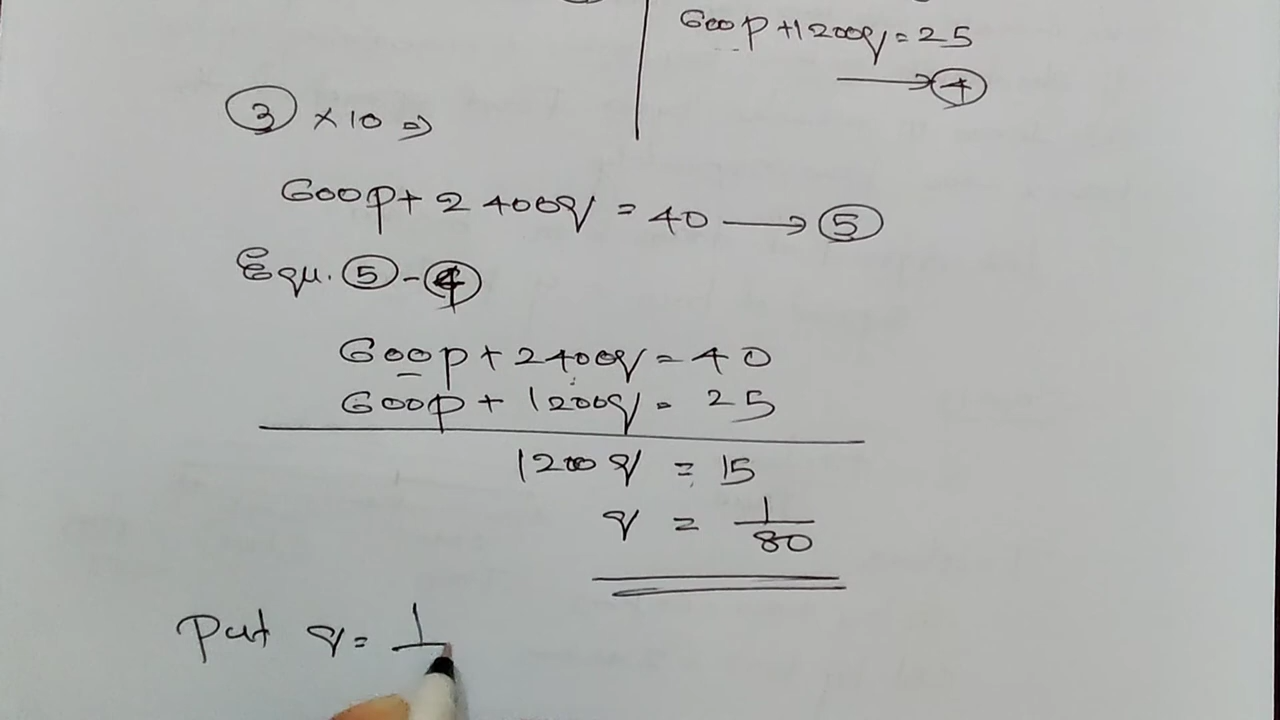 600p+1200q=25
→④
③ ×10 ⇒
600p+2400q = 40 → ⑤
Equ. ⑤-④
600p+2400q=40
600p+1200q= 25
1200q = 15
q = 1/80
Put q= 1